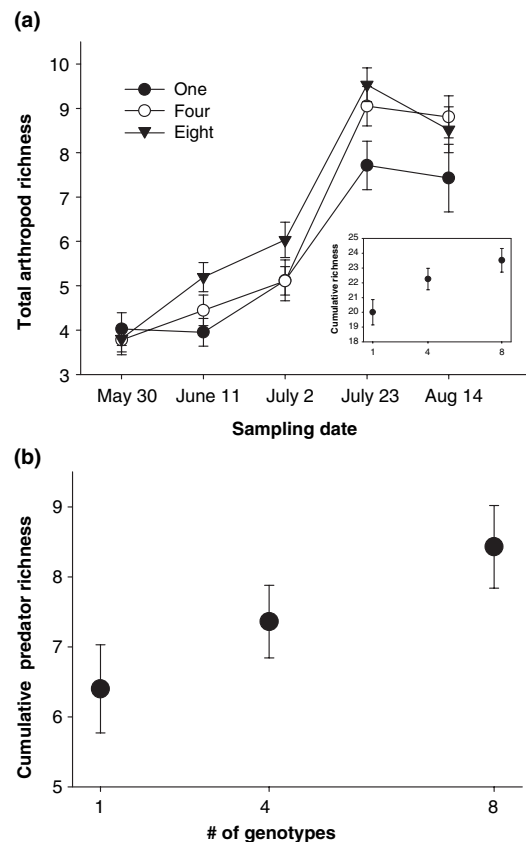 (a)
Total arthropod richness
10
9
8
7
6
5
4
3
One
Four
Eight
Cumulative richness
25
24
23
22
21
20
19
18
1 4 8
May 30 June 11 July 2 July 23 Aug 14
Sampling date
(b)
Cumulative predator richness
9
8
7
6
5
1 4 8
# of genotypes